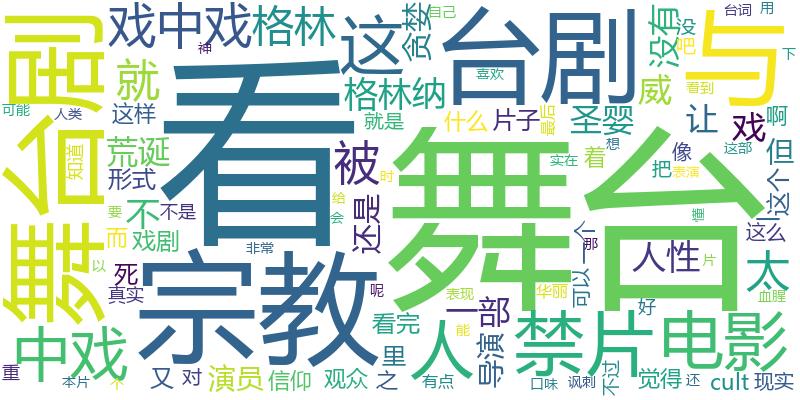 戏中戏
格林
这
贪婪
台剧
没有
自己
台词
用
没
吧
下
与
神
喜欢
看到
舞台剧
就
看
格林纳
威
可能
人类
这样
就是
什么
片子
最后
圣婴
让
戏
啊
知道
荒诞
被
舞台
实在
着
想
把
像
表演
这部
但
这个
形式
还是
时
要
不
不是
给
会
而
戏剧
宗教
非常
那
一个
人性
懂
片
太
这么
以
死
真实
呢
表现
华丽
可以
血腥
中戏
看完
人
能
一部
导演
禁片
好
电影
重
本片
个
又
对
演员
信仰
里
观众
之
有点
口味
讽刺
不过
觉得
还
cult
现实